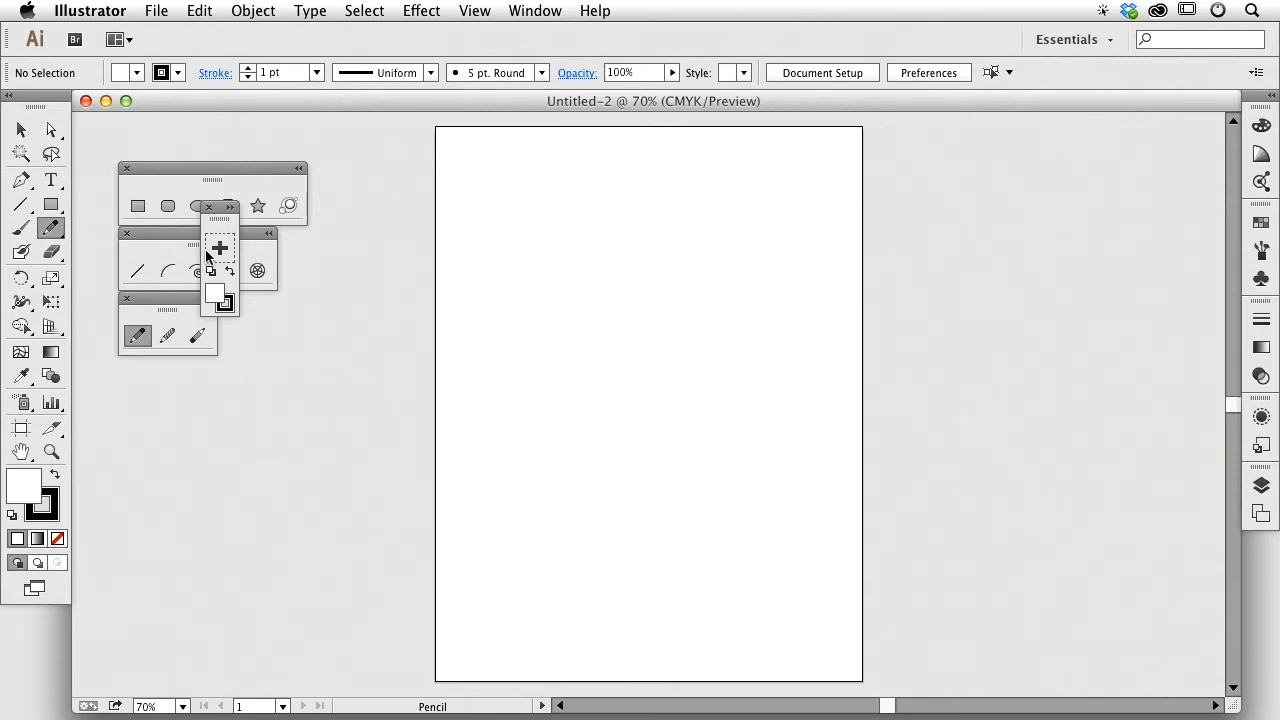 Illustrator File Edit Object Type Select Effect View Window Help
Ai Br Essentials
No Selection Stroke: 1 pt Uniform 5 pt. Round Opacity: 100% Style: Document Setup Preferences
Untitled-2 @ 70% (CMYK/Preview)
T
70% 1 Pencil